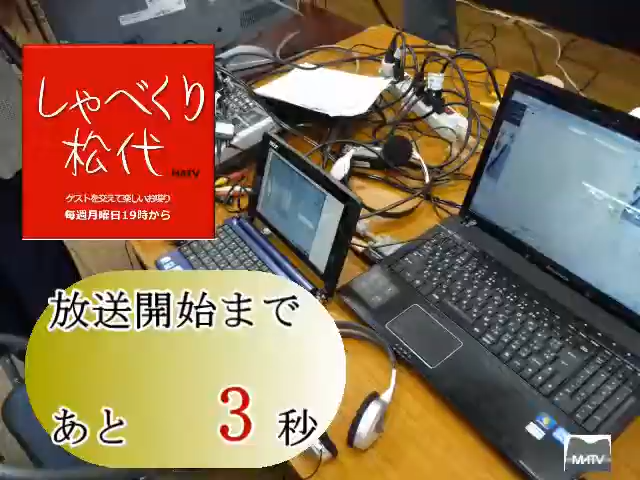 しゃべくり
松代
MATV
ゲストを交えて楽しいお喋り
毎週月曜日19時から
放送開始まで
あと 3 秒
MATV